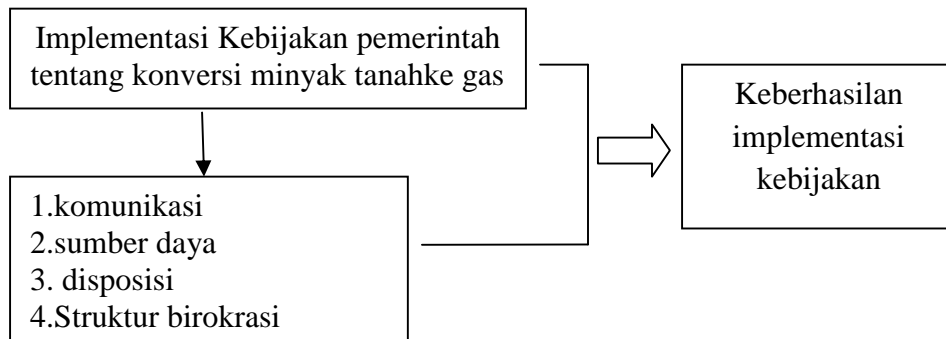 Implementasi Kebijakan pemerintah
tentang konversi minyak tanahke gas
Keberhasilan
implementasi
kebijakan
1.komunikasi
2.sumber daya
3. disposisi
4.Struktur birokrasi